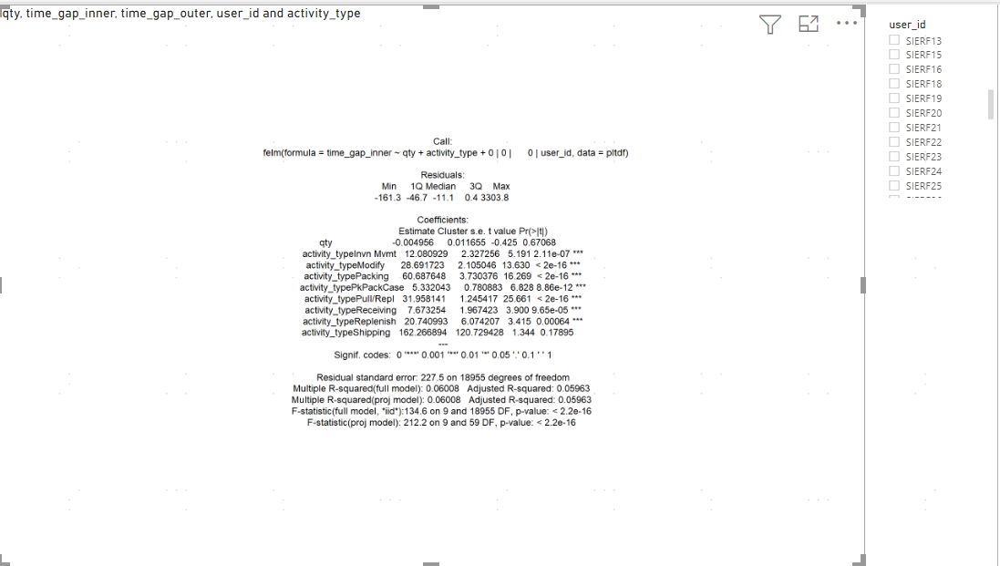 qty, time_gap_inner, time_gap_outer, user_id and activity_type
user_id
SIERF13
SIERF15
SIERF16
SIERF18
SIERF19
SIERF20
SIERF21
SIERF22
SIERF23
SIERF24
SIERF25
Call:
felm(formula = time_gap_inner ~ qty + activity_type + 0 | 0 | 0 | user_id, data = pltdf)
Residuals:
Min 1Q Median 3Q Max
-161.3 -46.7 -11.1 0.4 3303.8
Coefficients:
Estimate Cluster s.e. t value Pr(>|t|)
qty -0.004956 0.011655 -0.425 0.67068
activity_typeInvn Mvmt 12.080929 2.327256 5.191 2.11e-07 ***
activity_typeModify 28.691723 2.105046 13.630 < 2e-16 ***
activity_typePacking 60.687648 3.730376 16.269 < 2e-16 ***
activity_typePkPackCase 5.332043 0.780883 6.828 8.86e-12 ***
activity_typePull/Repl 31.958141 1.245417 25.661 < 2e-16 ***
activity_typeReceiving 7.673254 1.967423 3.900 9.65e-05 ***
activity_typeReplenish 20.740993 6.074207 3.415 0.00064 ***
activity_typeShipping 162.266894 120.729428 1.344 0.17895
---
Signif. codes: 0 '***' 0.001 '**' 0.01 '*' 0.05 '.' 0.1 ' ' 1
Residual standard error: 227.5 on 18955 degrees of freedom
Multiple R-squared(full model): 0.06008 Adjusted R-squared: 0.05963
Multiple R-squared(proj model): 0.06008 Adjusted R-squared: 0.05963
F-statistic(full model, *iid*):134.6 on 9 and 18955 DF, p-value: < 2.2e-16
F-statistic(proj model): 212.2 on 9 and 59 DF, p-value: < 2.2e-16